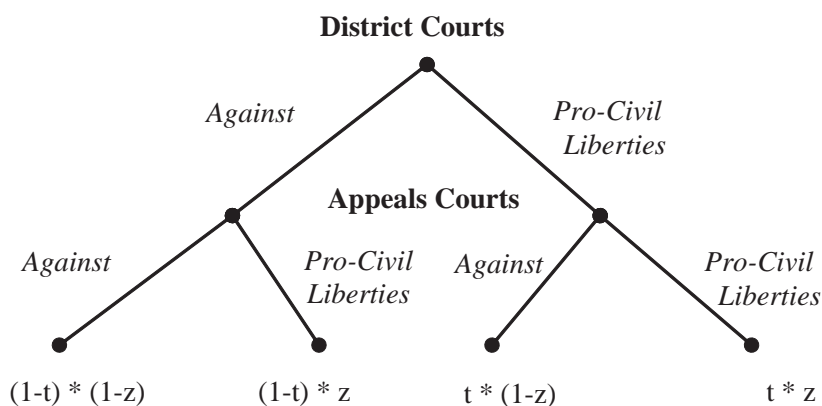 District Courts
Against
Pro-Civil
Liberties
Appeals Courts
Against
Pro-Civil
Liberties
Against
Pro-Civil
Liberties
(1-t) * (1-z)
(1-t) * z
t * (1-z)
t * z